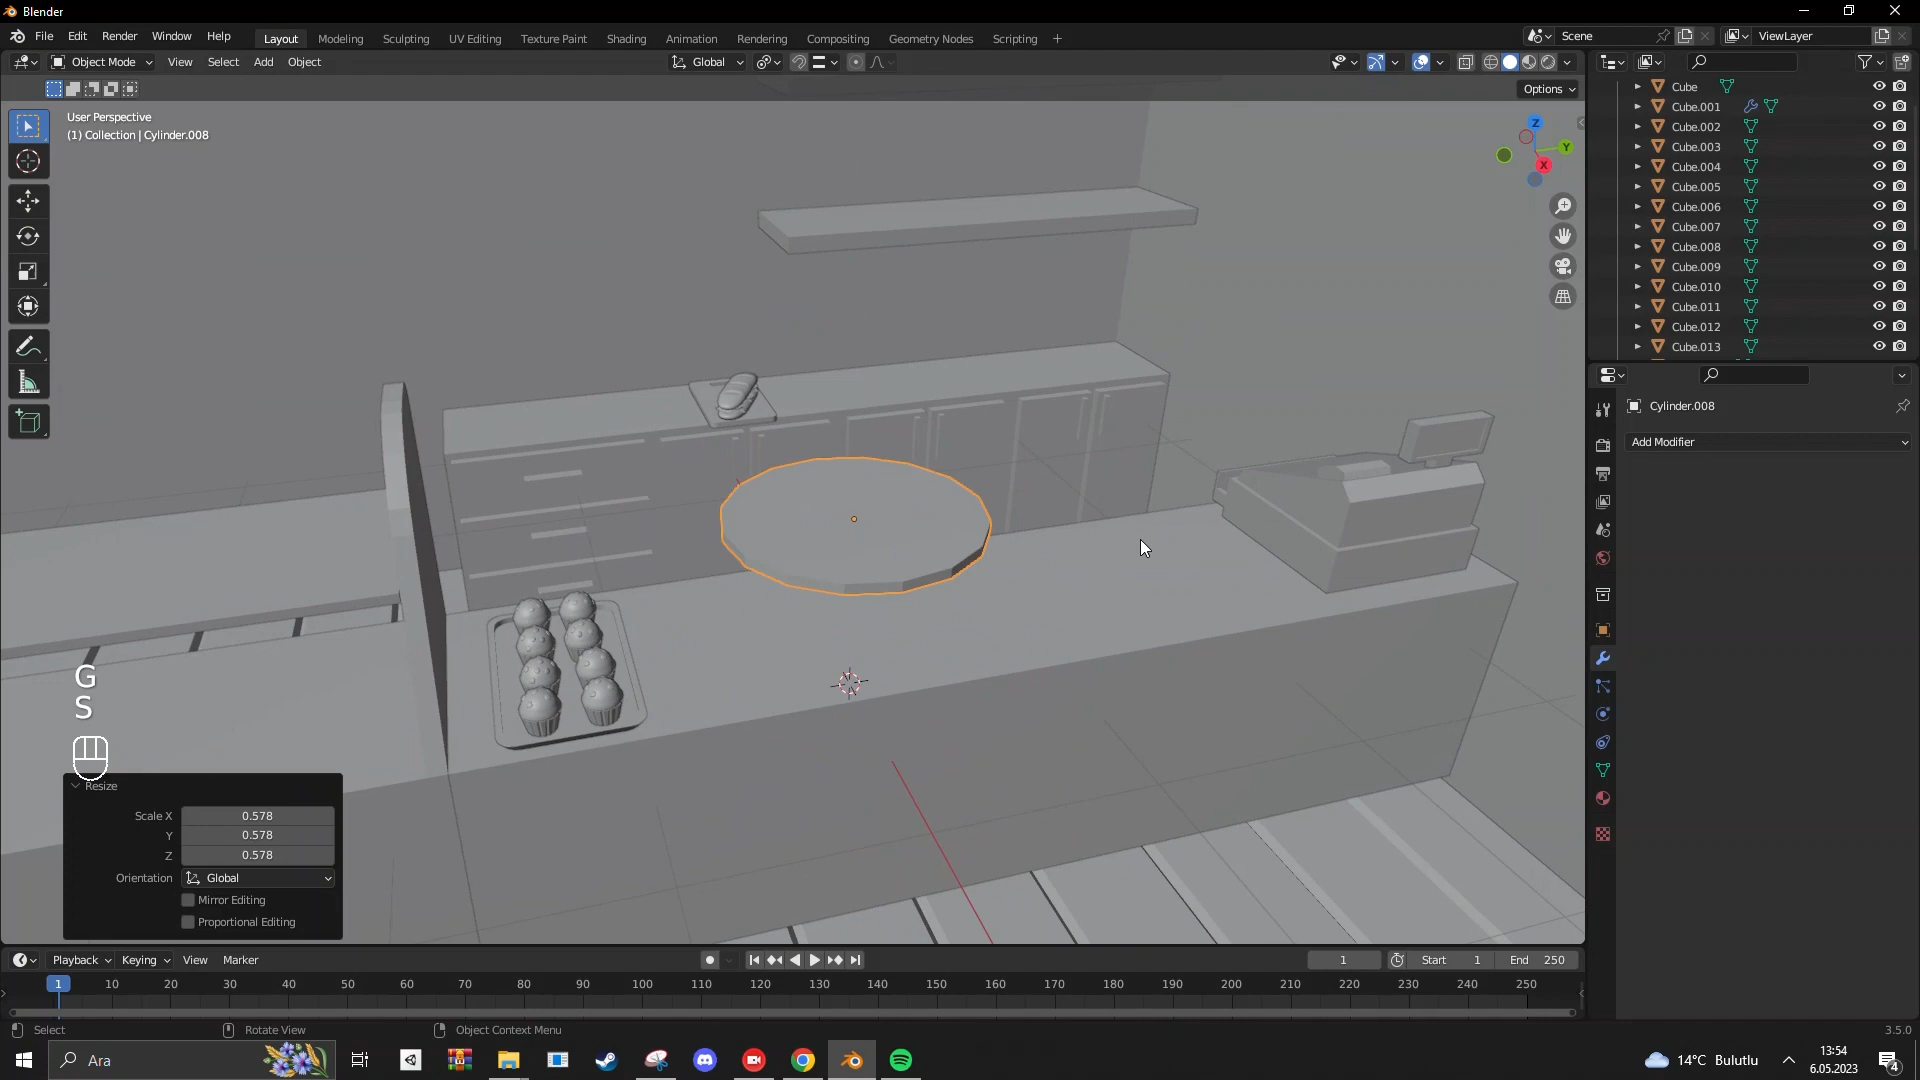 Blender
File Edit Render Window Help
Layout Modeling Sculpting UV Editing Texture Paint Shading Animation Rendering Compositing Geometry Nodes Scripting +
Scene
ViewLayer
Object Mode View Select Add Object
Global
Options
User Perspective
(1) Collection | Cylinder.008
Z
Y
X
Cube
Cube.001
Cube.002
Cube.003
Cube.004
Cube.005
Cube.006
Cube.007
Cube.008
Cube.009
Cube.010
Cube.011
Cube.012
Cube.013
Cylinder.008
Add Modifier
G
S
Resize
Scale X 0.578
Y 0.578
Z 0.578
Orientation Global
Mirror Editing
Proportional Editing
Playback Keying View Marker
1 Start 1 End 250
1 10 20 30 40 50 60 70 80 90 100 110 120 130 140 150 160 170 180 190 200 210 220 230 240 250
Select Rotate View Object Context Menu
3.5.0
Ara
14°C Bulutlu
13:54
6.05.2023
4